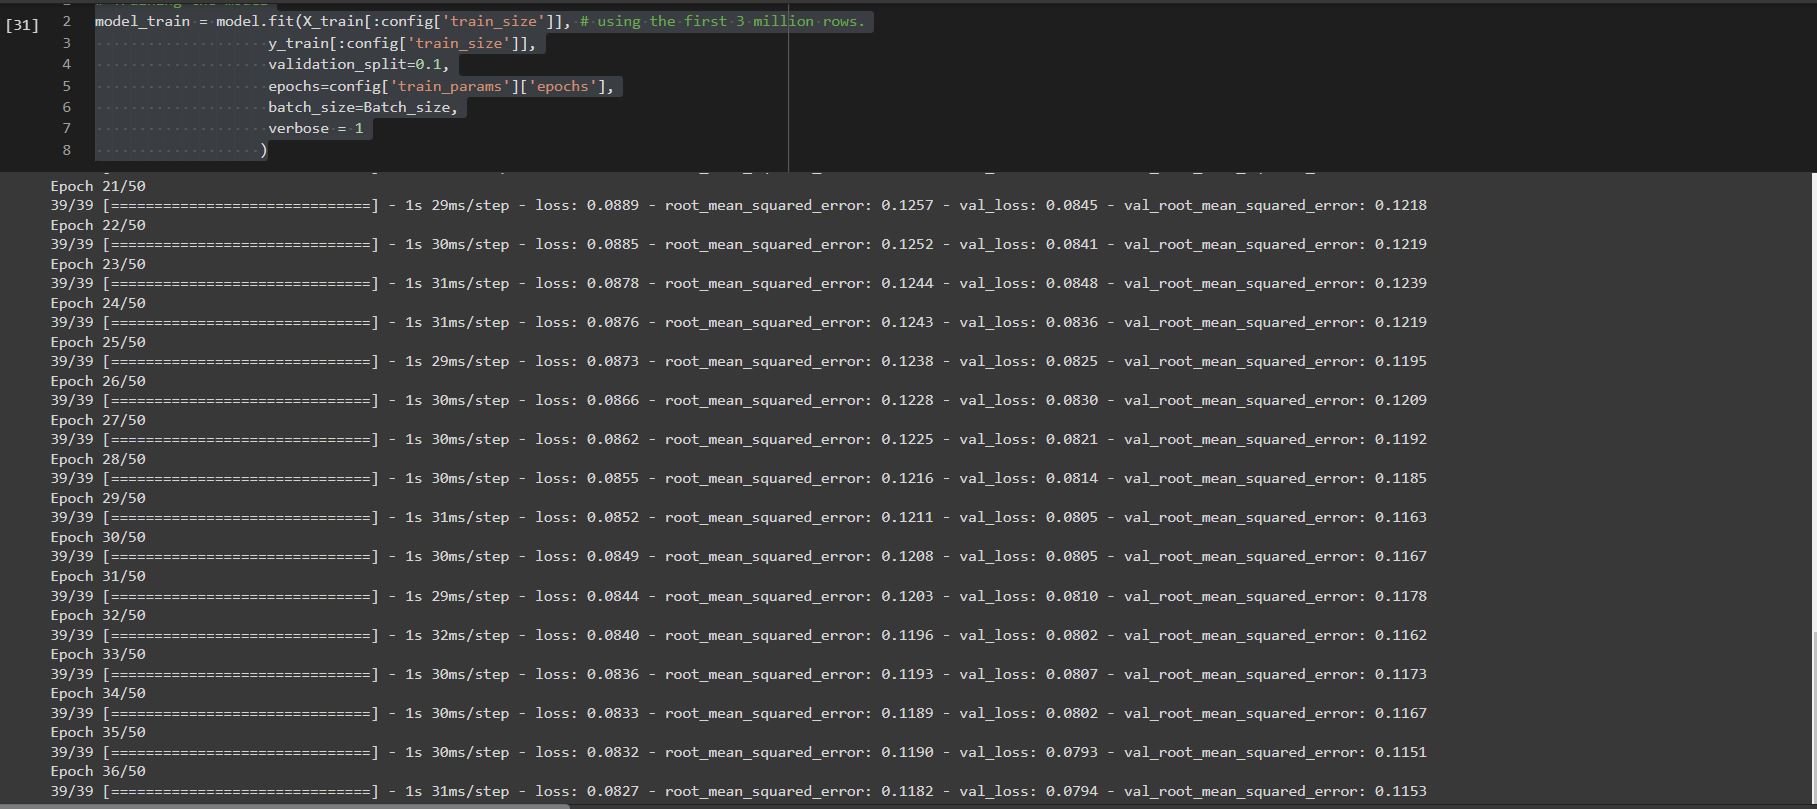 # Training the model
[31]
2 model_train = model.fit(X_train[:config['train_size']], # using the first 3 million rows.
3 y_train[:config['train_size']],
4 validation_split=0.1,
5 epochs=config['train_params']['epochs'],
6 batch_size=Batch_size,
7 verbose = 1
8 )
Epoch 21/50
39/39 [==============================] - 1s 29ms/step - loss: 0.0889 - root_mean_squared_error: 0.1257 - val_loss: 0.0845 - val_root_mean_squared_error: 0.1218
Epoch 22/50
39/39 [==============================] - 1s 30ms/step - loss: 0.0885 - root_mean_squared_error: 0.1252 - val_loss: 0.0841 - val_root_mean_squared_error: 0.1219
Epoch 23/50
39/39 [==============================] - 1s 31ms/step - loss: 0.0878 - root_mean_squared_error: 0.1244 - val_loss: 0.0848 - val_root_mean_squared_error: 0.1239
Epoch 24/50
39/39 [==============================] - 1s 31ms/step - loss: 0.0876 - root_mean_squared_error: 0.1243 - val_loss: 0.0836 - val_root_mean_squared_error: 0.1219
Epoch 25/50
39/39 [==============================] - 1s 29ms/step - loss: 0.0873 - root_mean_squared_error: 0.1238 - val_loss: 0.0825 - val_root_mean_squared_error: 0.1195
Epoch 26/50
39/39 [==============================] - 1s 30ms/step - loss: 0.0866 - root_mean_squared_error: 0.1228 - val_loss: 0.0830 - val_root_mean_squared_error: 0.1209
Epoch 27/50
39/39 [==============================] - 1s 30ms/step - loss: 0.0862 - root_mean_squared_error: 0.1225 - val_loss: 0.0821 - val_root_mean_squared_error: 0.1192
Epoch 28/50
39/39 [==============================] - 1s 30ms/step - loss: 0.0855 - root_mean_squared_error: 0.1216 - val_loss: 0.0814 - val_root_mean_squared_error: 0.1185
Epoch 29/50
39/39 [==============================] - 1s 31ms/step - loss: 0.0852 - root_mean_squared_error: 0.1211 - val_loss: 0.0805 - val_root_mean_squared_error: 0.1163
Epoch 30/50
39/39 [==============================] - 1s 30ms/step - loss: 0.0849 - root_mean_squared_error: 0.1208 - val_loss: 0.0805 - val_root_mean_squared_error: 0.1167
Epoch 31/50
39/39 [==============================] - 1s 29ms/step - loss: 0.0844 - root_mean_squared_error: 0.1203 - val_loss: 0.0810 - val_root_mean_squared_error: 0.1178
Epoch 32/50
39/39 [==============================] - 1s 32ms/step - loss: 0.0840 - root_mean_squared_error: 0.1196 - val_loss: 0.0802 - val_root_mean_squared_error: 0.1162
Epoch 33/50
39/39 [==============================] - 1s 30ms/step - loss: 0.0836 - root_mean_squared_error: 0.1193 - val_loss: 0.0807 - val_root_mean_squared_error: 0.1173
Epoch 34/50
39/39 [==============================] - 1s 30ms/step - loss: 0.0833 - root_mean_squared_error: 0.1189 - val_loss: 0.0802 - val_root_mean_squared_error: 0.1167
Epoch 35/50
39/39 [==============================] - 1s 30ms/step - loss: 0.0832 - root_mean_squared_error: 0.1190 - val_loss: 0.0793 - val_root_mean_squared_error: 0.1151
Epoch 36/50
39/39 [==============================] - 1s 31ms/step - loss: 0.0827 - root_mean_squared_error: 0.1182 - val_loss: 0.0794 - val_root_mean_squared_error: 0.1153